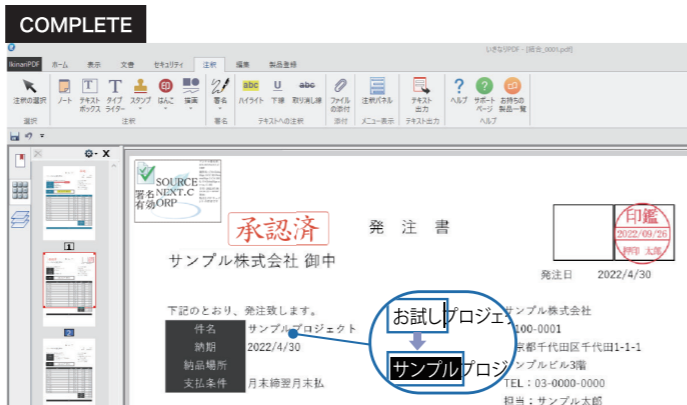 COMPLETE
いきなりPDF - [発注_0001.pdf]
IkinariPDF ホーム 表示 文書 セキュリティ 注釈 編集 製品登録
注釈の選択 ノート テキストボックス タイプライター スタンプ はんこ 描画 署名 ハイライト 下線 取り消し線 ファイルの添付 注釈パネル テキスト出力 ヘルプ サポートページ お持ちの製品一覧
選択 注釈 署名 テキストへの注釈 添付 メニュー表示 テキスト出力 ヘルプ
X
1
2
署名 有効
SOURCE
NEXT.C
ORP
承認済
発注書
印鑑
2022/09/26
押印 太郎
サンプル株式会社 御中
発注日 2022/4/30
下記のとおり、発注致します。
件名 サンプルプロジェクト
納期 2022/4/30
納品場所
支払条件 月末締翌月末払
お試しプロジェ
サンプルプロジ
サンプル株式会社
100-0001
京都千代田区千代田1-1-1
ンプルビル3階
TEL：03-0000-0000
担当：サンプル太郎